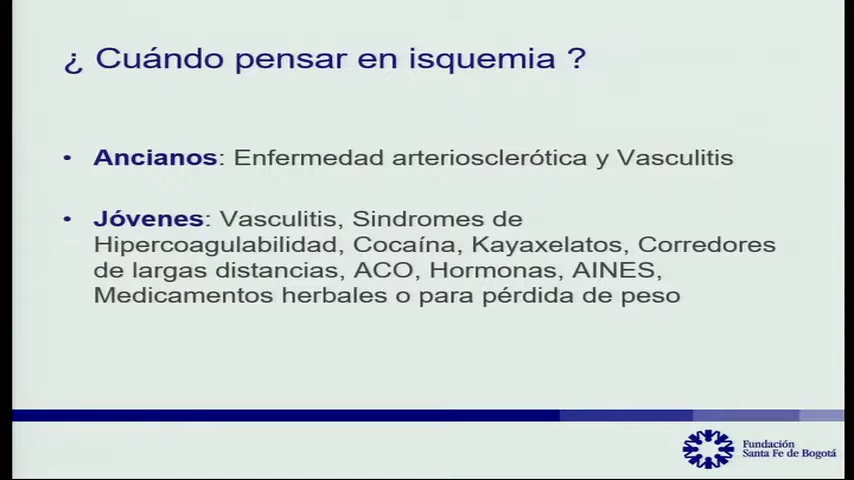 ¿ Cuándo pensar en isquemia ?
• Ancianos: Enfermedad arteriosclerótica y Vasculitis
• Jóvenes: Vasculitis, Sindromes de
Hipercoagulabilidad, Cocaína, Kayaxelatos, Corredores
de largas distancias, ACO, Hormonas, AINES,
Medicamentos herbales o para pérdida de peso
Fundación
Santa Fe de Bogotá